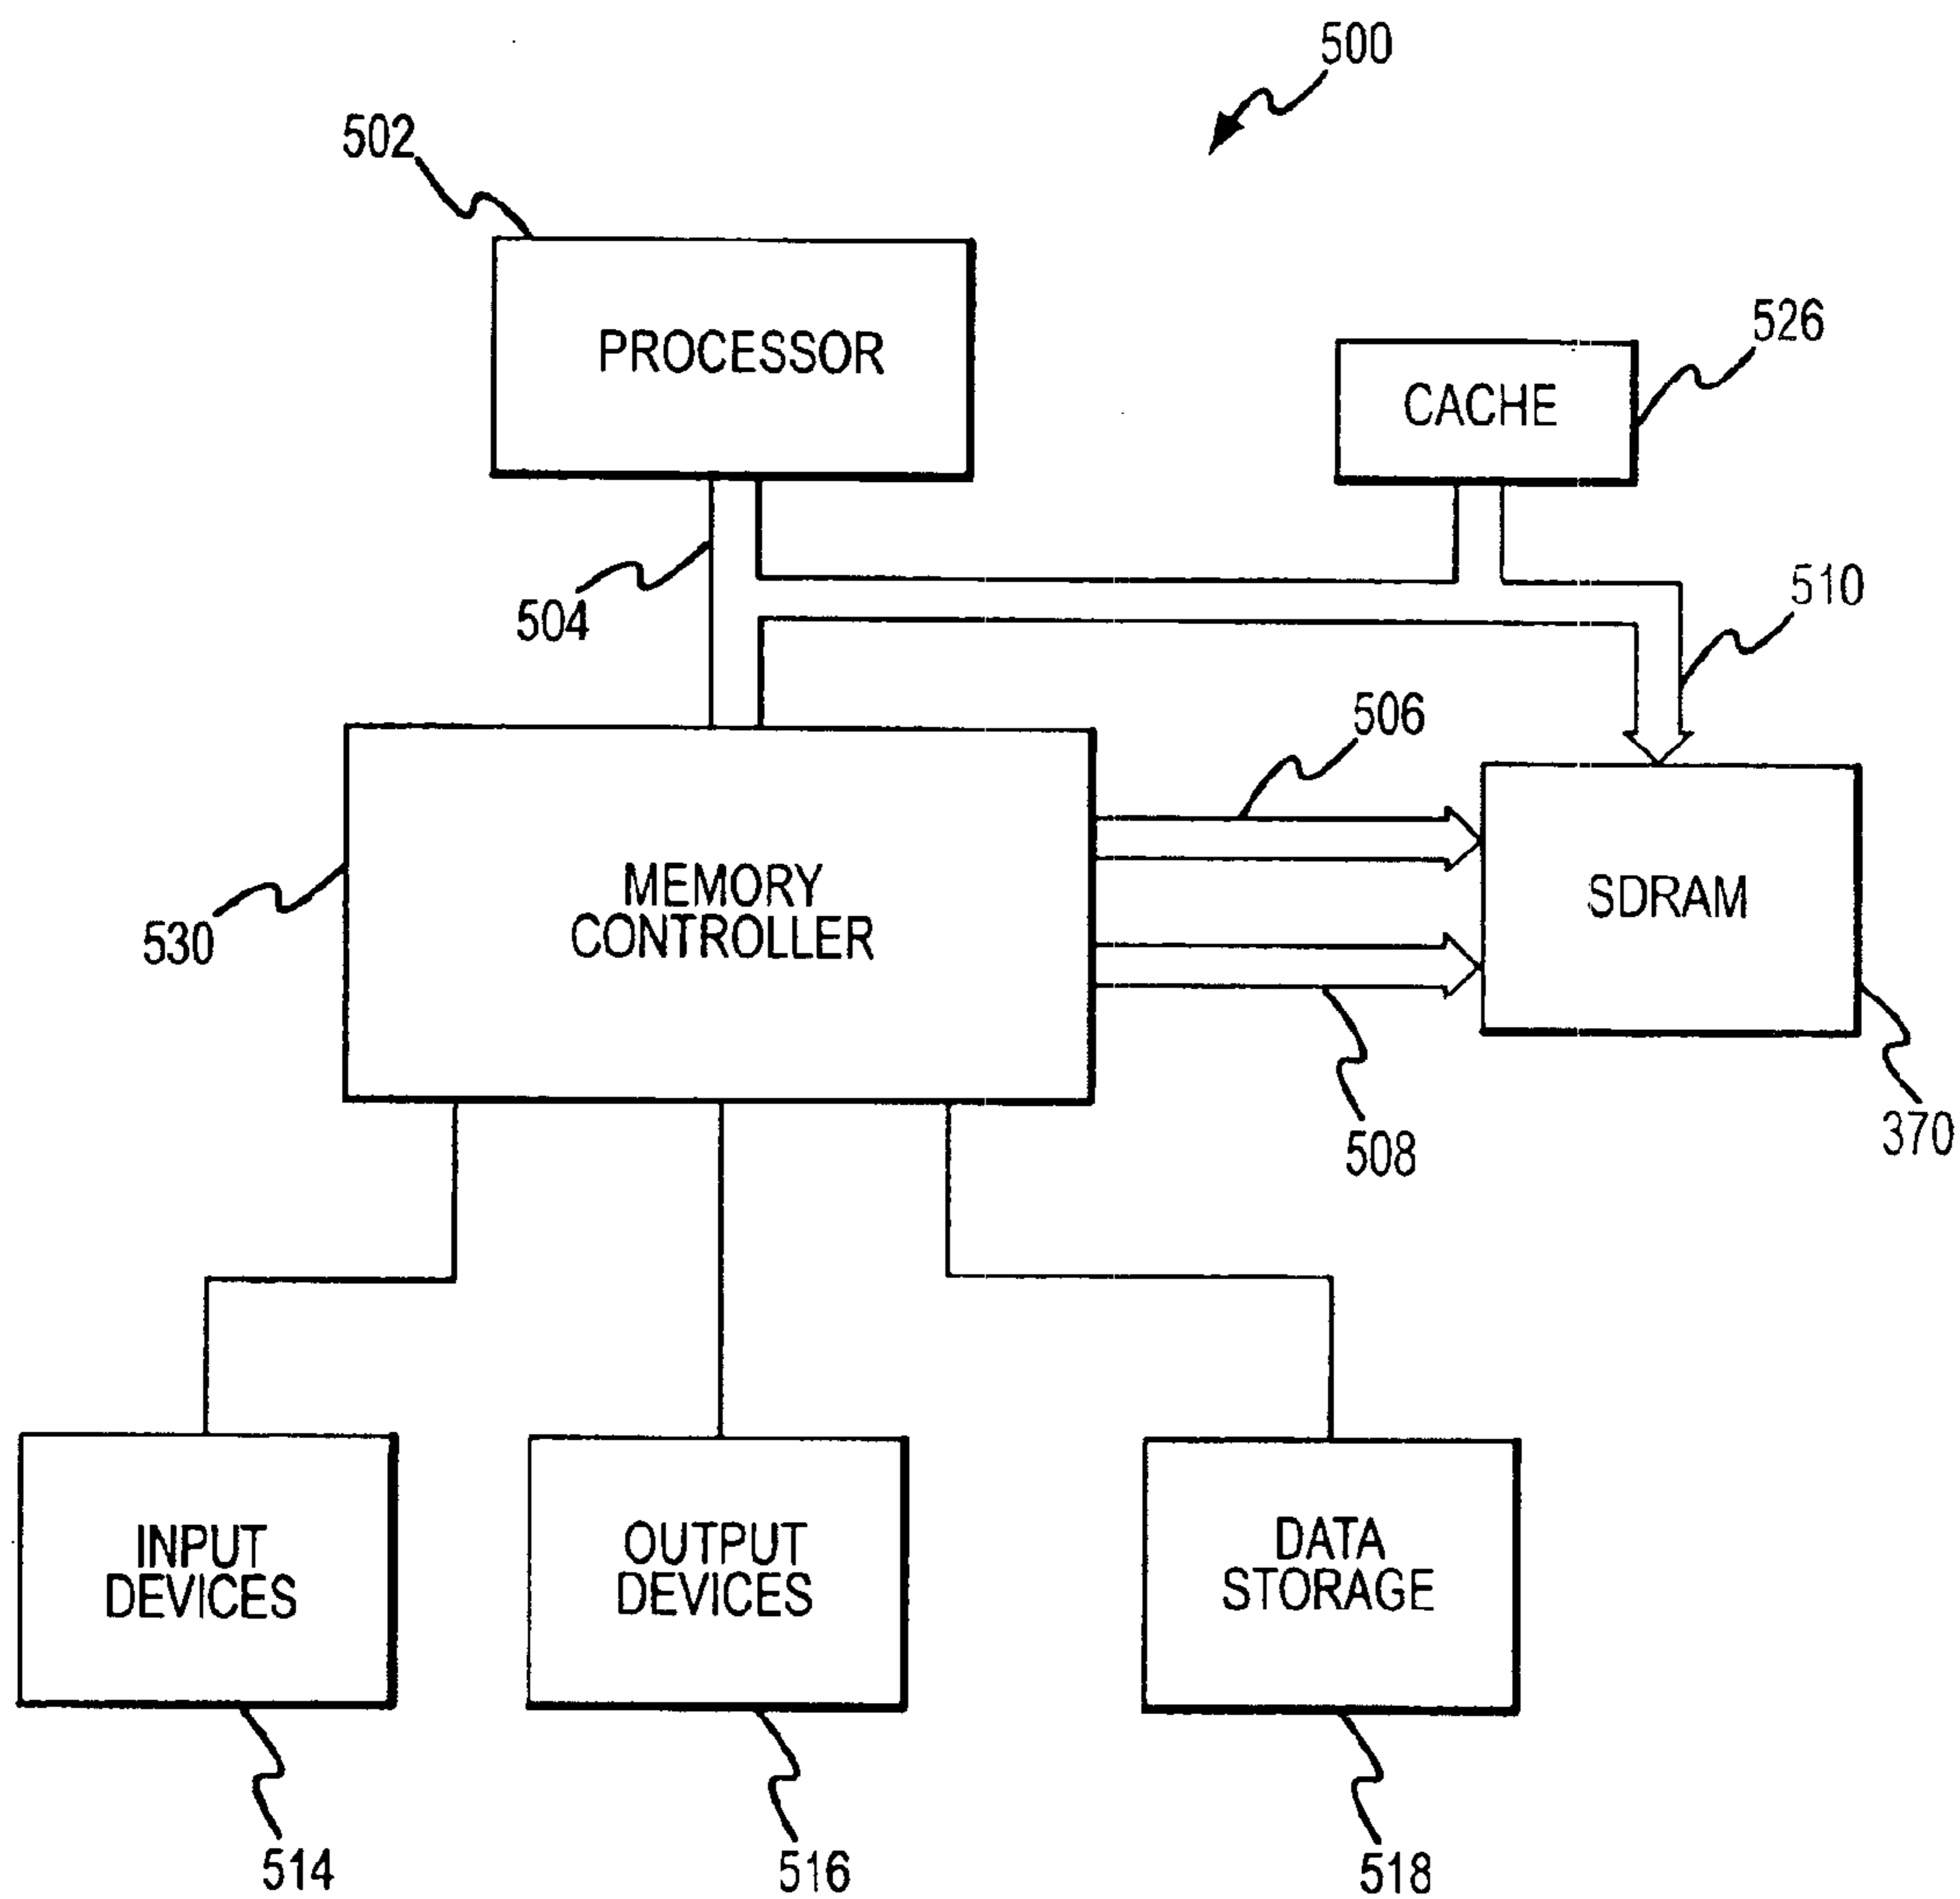 500
502
PROCESSOR
526
CACHE
504
510
506
530
MEMORY
CONTROLLER
SDRAM
508
370
INPUT
DEVICES
OUTPUT
DEVICES
DATA
STORAGE
514
516
518